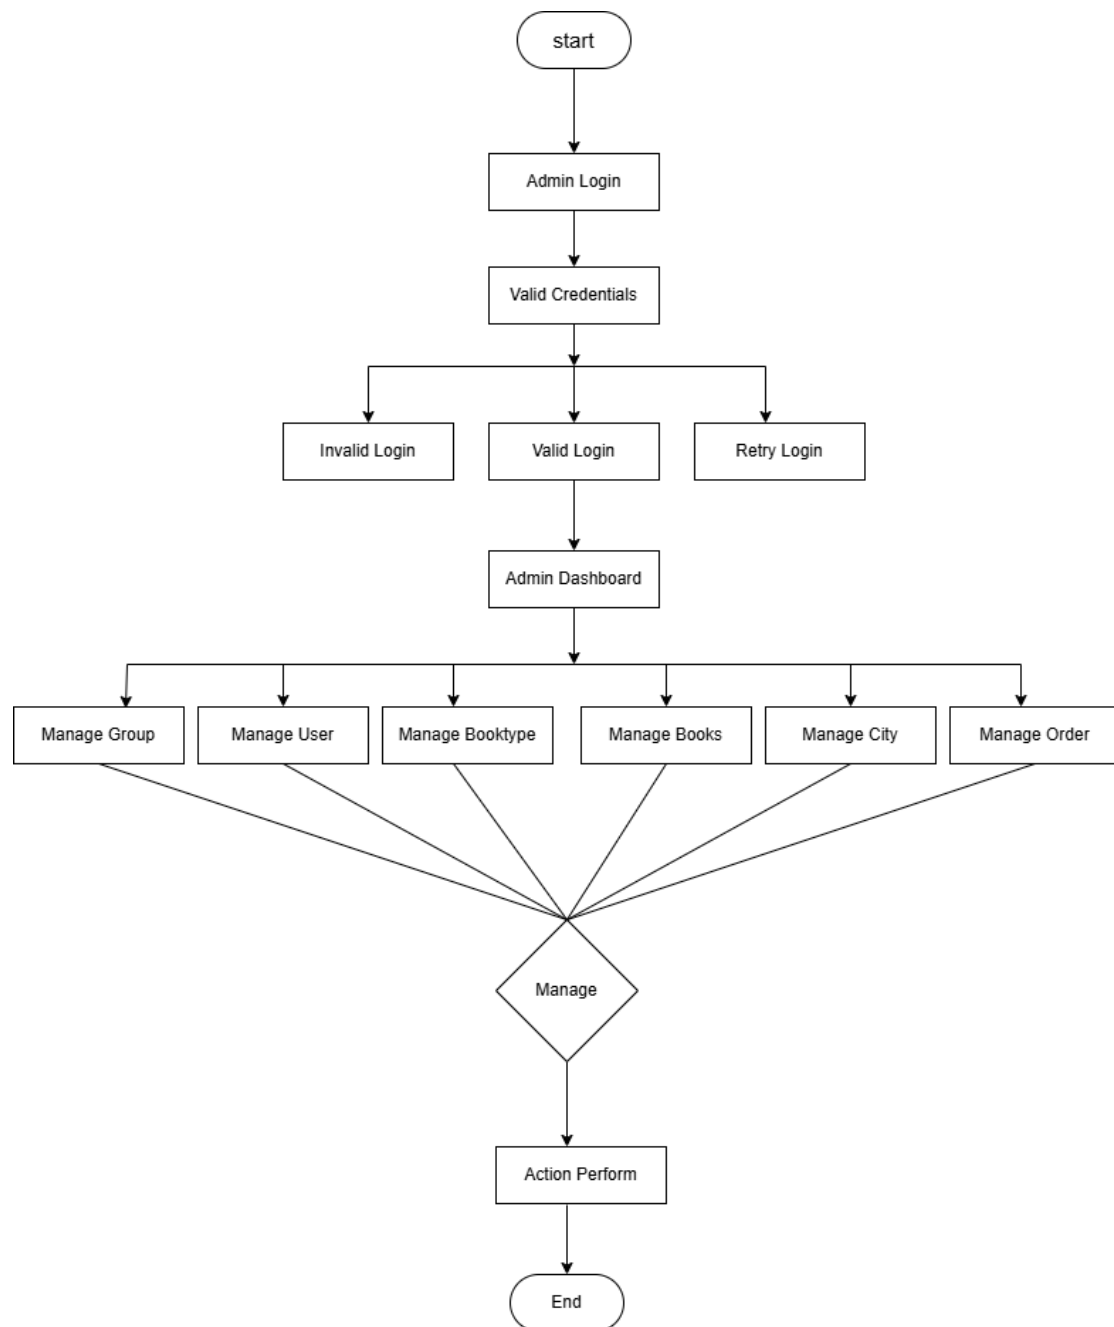 start
Admin Login
Valid Credentials
Invalid Login
Valid Login
Retry Login
Admin Dashboard
Manage Group
Manage User
Manage Booktype
Manage Books
Manage City
Manage Order
Manage
Action Perform
End